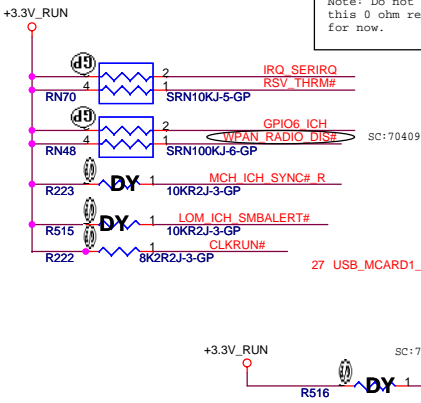 Note: Do not
this 0 ohm re
for now.
+3.3V_RUN
GP
2 IRQ_SERIRQ
4 1 RSV_THRM#
RN70 SRN10KJ-5-GP
GP
2 GPIO6_ICH
4 1 WPAN_RADIO_DIS# SC:70409
RN48 SRN100KJ-6-GP
DY 1 MCH_ICH_SYNC#_R
R223 10KR2J-3-GP
DY 1 LOM_ICH_SMBALERT#
R515 10KR2J-3-GP
1 CLKRUN#
R222 8K2R2J-3-GP
27 USB_MCARD1_
+3.3V_RUN
SC:7
DY 1
R516